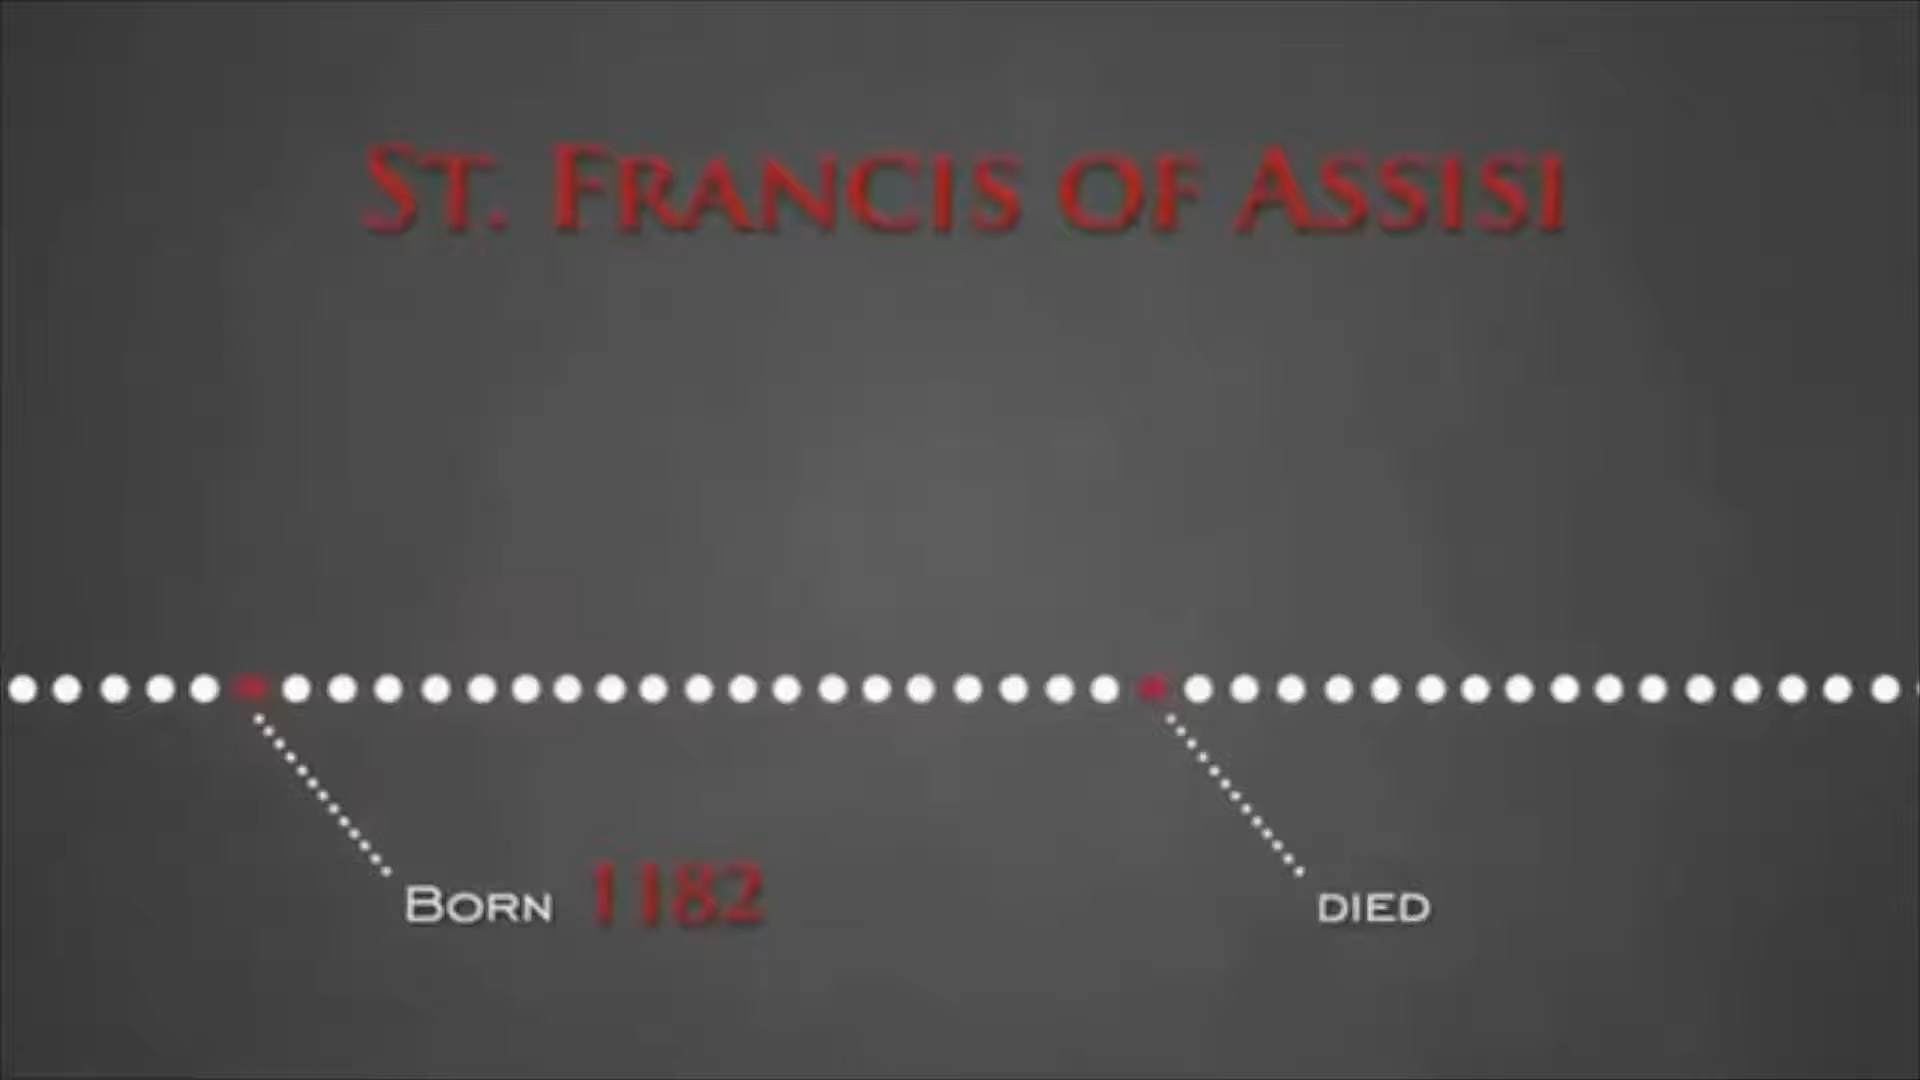 St. Francis of Assisi
Born 1182
died